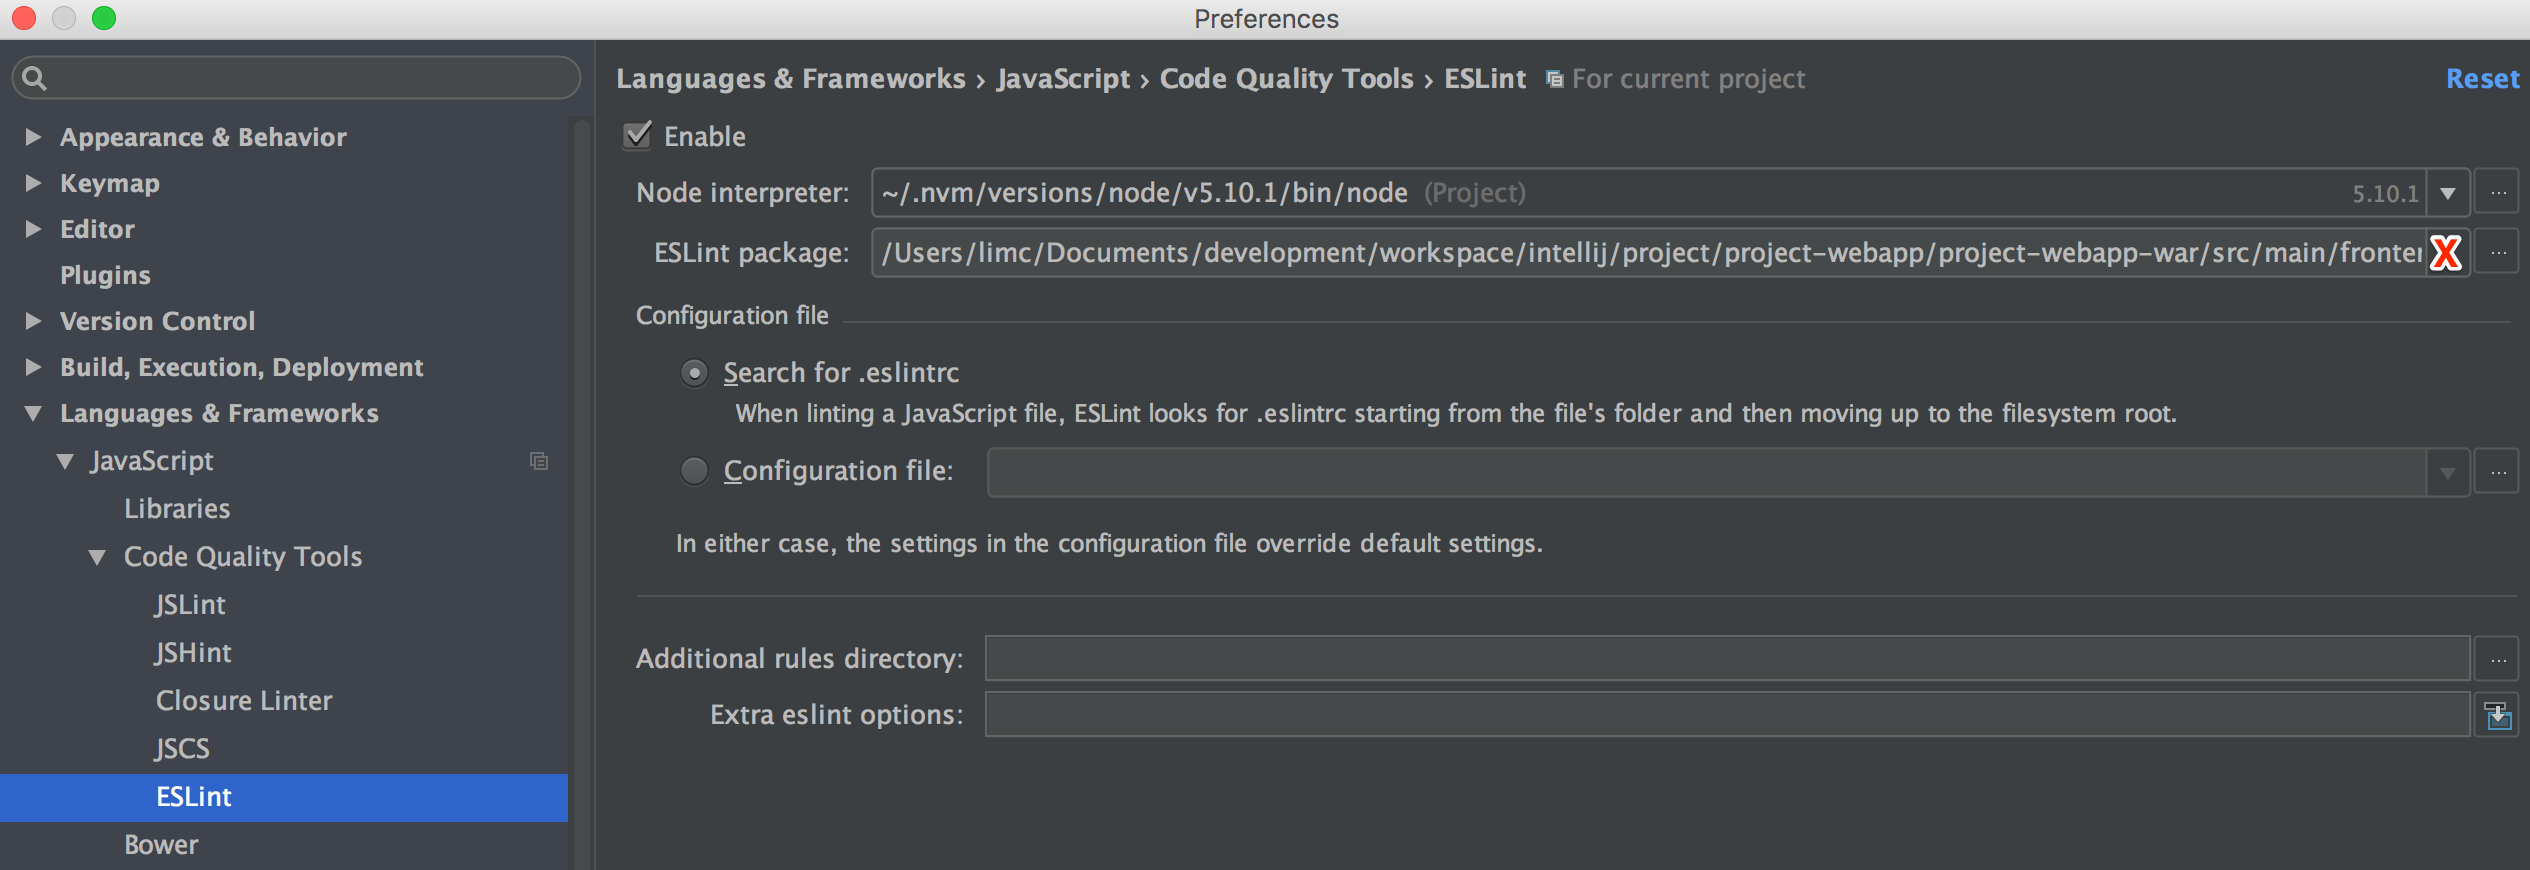 Preferences
Appearance & Behavior
Keymap
Editor
Plugins
Version Control
Build, Execution, Deployment
Languages & Frameworks
JavaScript
Libraries
Code Quality Tools
JSLint
JSHint
Closure Linter
JSCS
ESLint
Bower
Languages & Frameworks › JavaScript › Code Quality Tools › ESLint For current project Reset
Enable
Node interpreter: ~/.nvm/versions/node/v5.10.1/bin/node (Project) 5.10.1 ...
ESLint package: /Users/limc/Documents/development/workspace/intellij/project/project-webapp/project-webapp-war/src/main/fronter X ...
Configuration file
Search for .eslintrc
When linting a JavaScript file, ESLint looks for .eslintrc starting from the file's folder and then moving up to the filesystem root.
Configuration file: ...
In either case, the settings in the configuration file override default settings.
Additional rules directory: ...
Extra eslint options: